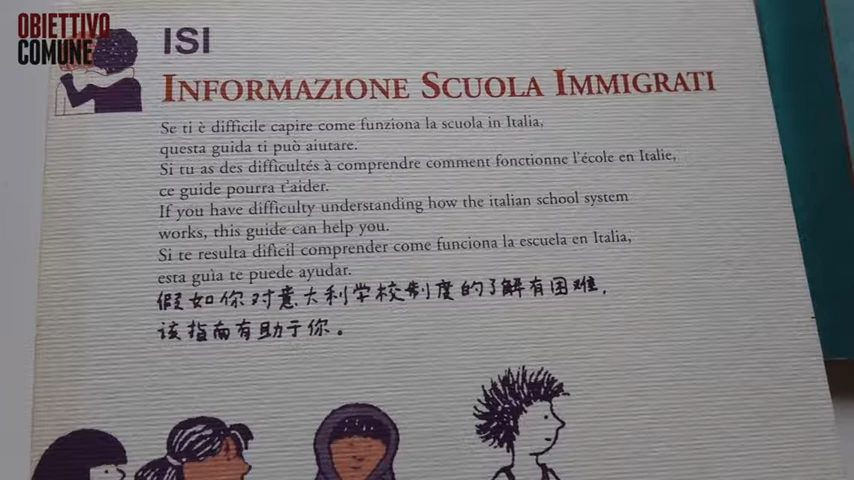 OBIETTIVO
COMUNE
ISI
INFORMAZIONE SCUOLA IMMIGRATI
Se ti è difficile capire come funziona la scuola in Italia,
questa guida ti può aiutare.
Si tu as des difficultés à comprendre comment fonctionne l'école en Italie,
ce guide pourra t'aider.
If you have difficulty understanding how the italian school system
works, this guide can help you.
Si te resulta difìcil comprender como funciona la escuela en Italia,
esta guìa te puede ayudar.
假如你对意大利学校制度的了解有困难,
该指南有助于你。